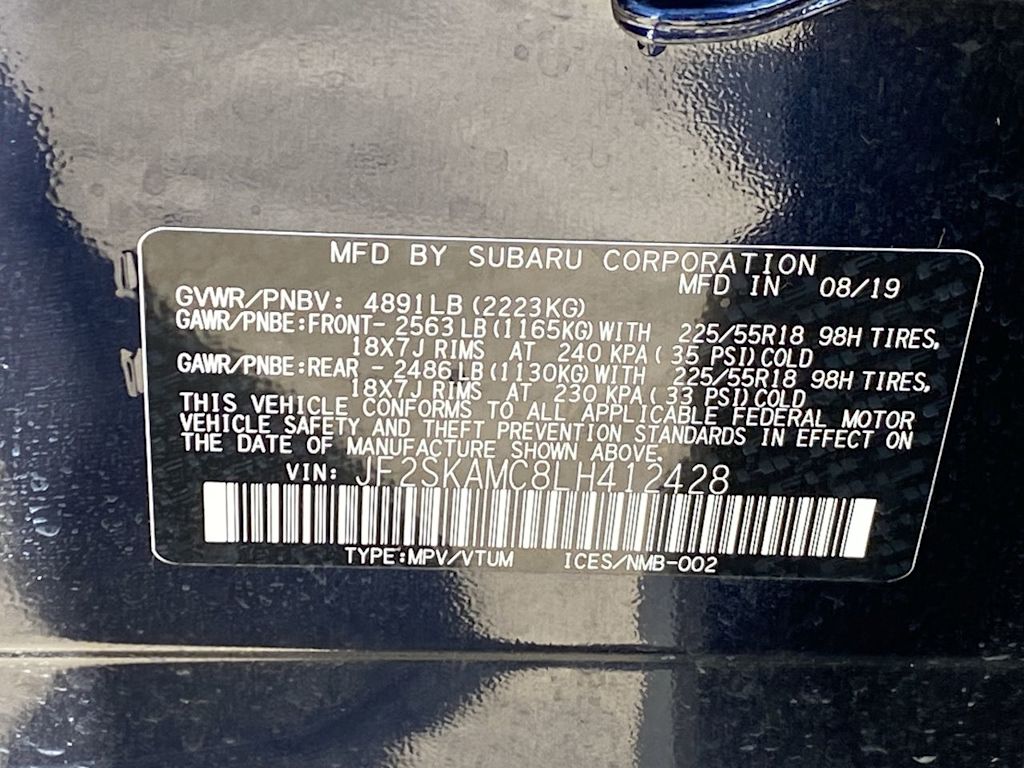 MFD BY SUBARU CORPORATION
MFD IN 08/19
GVWR/PNBV: 4891LB (2223KG)
GAWR/PNBE:FRONT- 2563LB(1165KG)WITH 225/55R18 98H TIRES,
18X7J RIMS AT 240 KPA( 35 PSI)COLD
GAWR/PNBE:REAR - 2486LB(1130KG)WITH 225/55R18 98H TIRES,
18X7J RIMS AT 230 KPA( 33 PSI)COLD
THIS VEHICLE CONFORMS TO ALL APPLICABLE FEDERAL MOTOR
VEHICLE SAFETY AND THEFT PREVENTION STANDARDS IN EFFECT ON
THE DATE OF MANUFACTURE SHOWN ABOVE.
VIN: JF2SKAMC8LH412428
TYPE:MPV/VTUM ICES/NMB-002